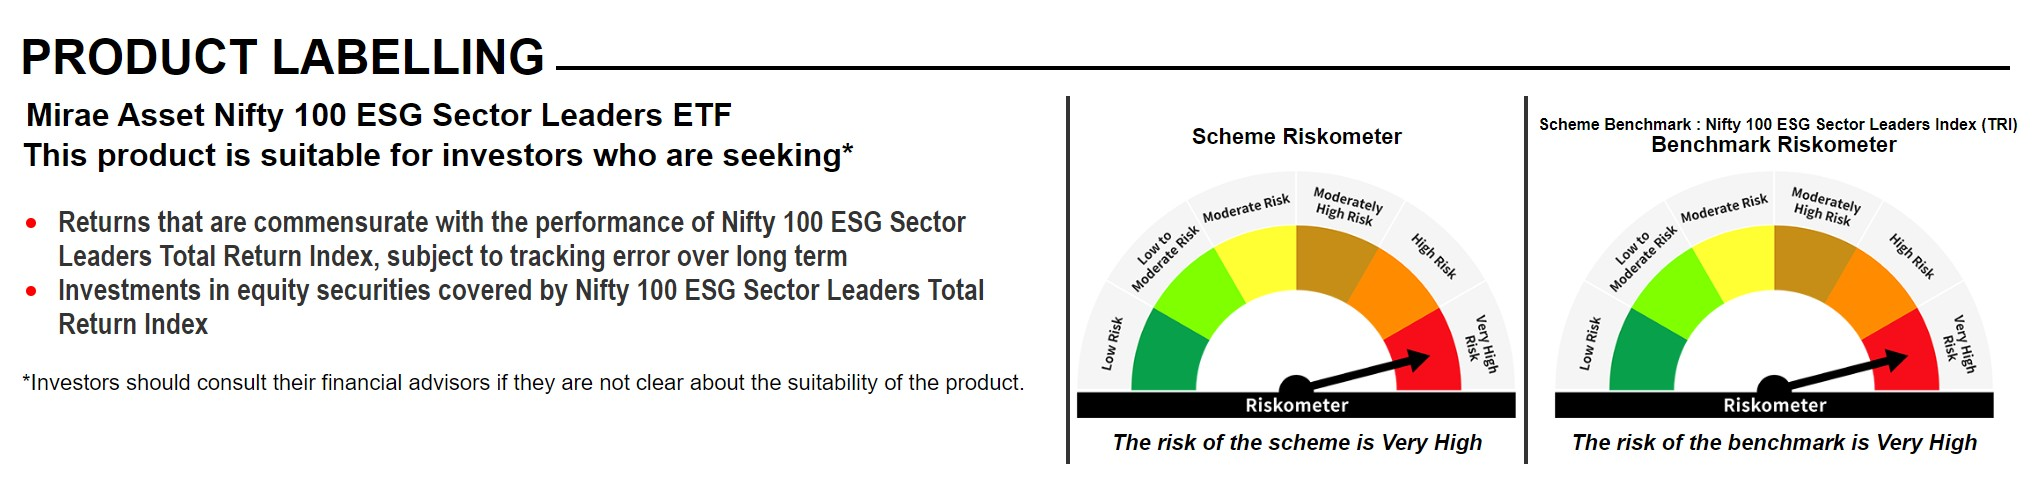 PRODUCT LABELLING
Mirae Asset Nifty 100 ESG Sector Leaders ETF
This product is suitable for investors who are seeking*
• Returns that are commensurate with the performance of Nifty 100 ESG Sector
Leaders Total Return Index, subject to tracking error over long term
• Investments in equity securities covered by Nifty 100 ESG Sector Leaders Total
Return Index
*Investors should consult their financial advisors if they are not clear about the suitability of the product.
Scheme Riskometer
Low Risk
Low to
Moderate Risk
Moderate Risk
Moderately
High Risk
High Risk
Very High
Risk
Riskometer
The risk of the scheme is Very High
Scheme Benchmark : Nifty 100 ESG Sector Leaders Index (TRI)
Benchmark Riskometer
Low Risk
Low to
Moderate Risk
Moderate Risk
Moderately
High Risk
High Risk
Very High
Risk
Riskometer
The risk of the benchmark is Very High